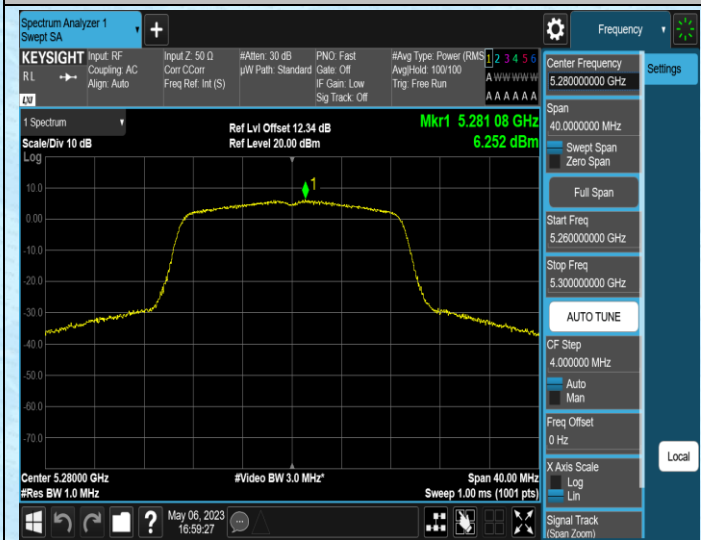 Spectrum Analyzer 1
Swept SA
+
Frequency
KEYSIGHT
RL
LXI
Input: RF
Coupling: AC
Align: Auto
Input Z: 50 Ω
Corr CCorr
Freq Ref: Int (S)
#Atten: 30 dB
µW Path: Standard
PNO: Fast
Gate: Off
IF Gain: Low
Sig Track: Off
#Avg Type: Power (RMS
Avg|Hold: 100/100
Trig: Free Run
1 2 3 4 5 6
A W W W W W
A A A A A A
Center Frequency
5.280000000 GHz
Settings
Span
40.0000000 MHz
Swept Span
Zero Span
Full Span
Start Freq
5.260000000 GHz
Stop Freq
5.300000000 GHz
AUTO TUNE
CF Step
4.000000 MHz
Auto
Man
Freq Offset
0 Hz
X Axis Scale
Log
Lin
Signal Track
(Span Zoom)
Local
1 Spectrum
Scale/Div 10 dB
Log
Ref Lvl Offset 12.34 dB
Ref Level 20.00 dBm
Mkr1 5.281 08 GHz
6.252 dBm
1
10.0
0.00
-10.0
-20.0
-30.0
-40.0
-50.0
-60.0
-70.0
Center 5.28000 GHz
#Res BW 1.0 MHz
#Video BW 3.0 MHz*
Span 40.00 MHz
Sweep 1.00 ms (1001 pts)
?
May 06, 2023
16:59:27